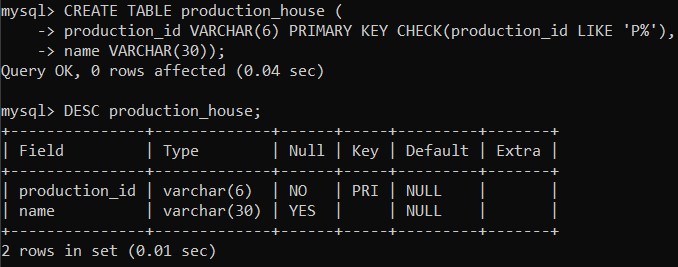 mysql> CREATE TABLE production_house (
    -> production_id VARCHAR(6) PRIMARY KEY CHECK(production_id LIKE 'P%'),
    -> name VARCHAR(30));
Query OK, 0 rows affected (0.04 sec)

mysql> DESC production_house;
+---------------+-------------+------+-----+---------+-------+
| Field         | Type        | Null | Key | Default | Extra |
+---------------+-------------+------+-----+---------+-------+
| production_id | varchar(6)  | NO   | PRI | NULL    |       |
| name          | varchar(30) | YES  |     | NULL    |       |
+---------------+-------------+------+-----+---------+-------+
2 rows in set (0.01 sec)